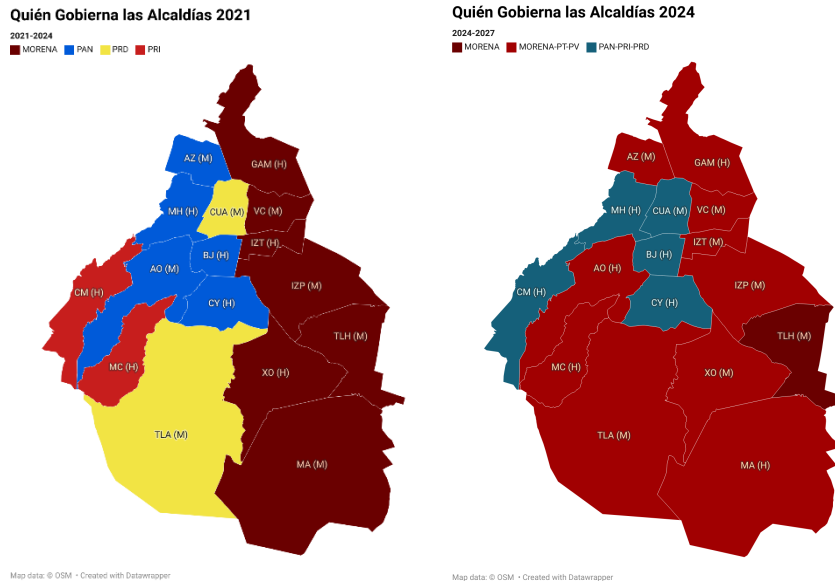 Quién Gobierna las Alcaldías 2021
2021-2024
MORENA PAN PRD PRI
AZ (M)
GAM (H)
MH (H)
CUA (M)
VC (M)
IZT (H)
BJ (H)
AO (M)
IZP (M)
CM (H)
CY (H)
TLH (M)
MC (H)
XO (H)
TLA (M)
MA (M)
Map data: © OSM • Created with Datawrapper
Quién Gobierna las Alcaldías 2024
2024-2027
MORENA MORENA-PT-PV PAN-PRI-PRD
AZ (M)
GAM (H)
MH (H)
CUA (M)
VC (M)
IZT (M)
BJ (H)
AO (H)
IZP (M)
CM (H)
CY (H)
TLH (M)
MC (H)
XO (M)
TLA (M)
MA (H)
Map data: © OSM • Created with Datawrapper